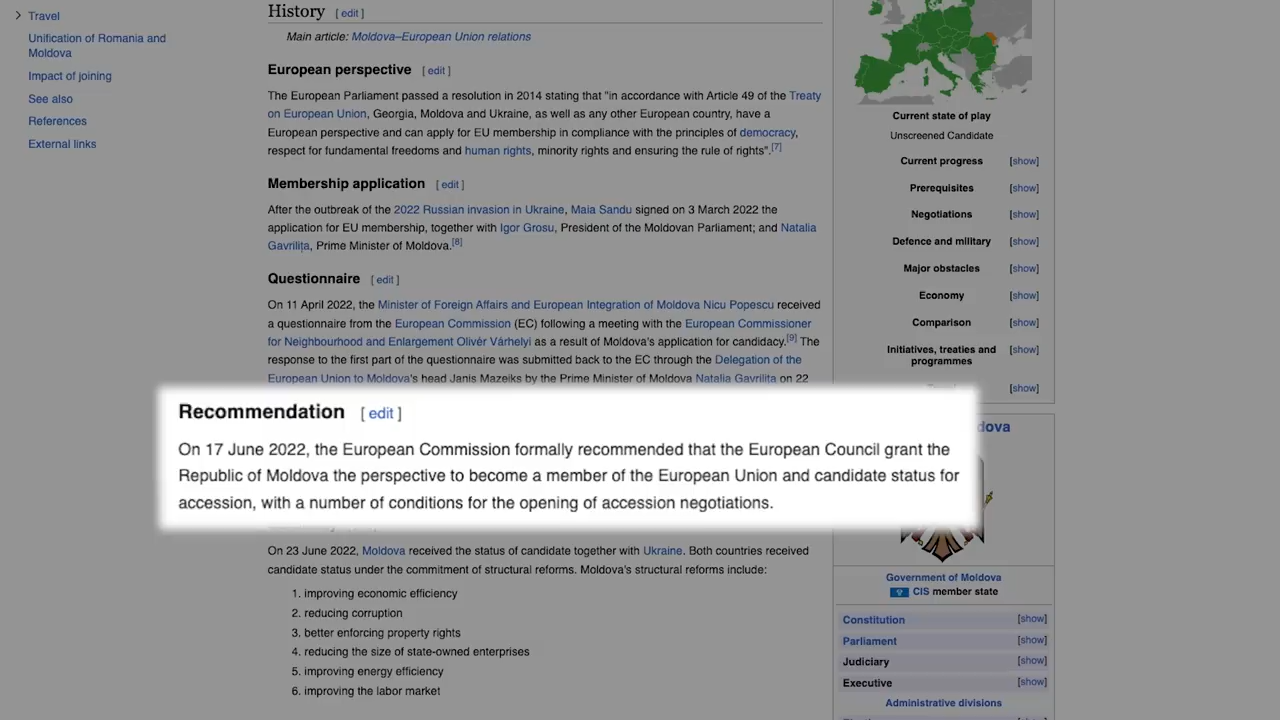 Travel
Unification of Romania and
Moldova
Impact of joining
See also
References
External links
History [ edit ]
Main article: Moldova–European Union relations
European perspective [ edit ]
The European Parliament passed a resolution in 2014 stating that "in accordance with Article 49 of the Treaty
on European Union, Georgia, Moldova and Ukraine, as well as any other European country, have a
European perspective and can apply for EU membership in compliance with the principles of democracy,
respect for fundamental freedoms and human rights, minority rights and ensuring the rule of rights".[7]
Membership application [ edit ]
After the outbreak of the 2022 Russian invasion in Ukraine, Maia Sandu signed on 3 March 2022 the
application for EU membership, together with Igor Grosu, President of the Moldovan Parliament; and Natalia
Gavrilița, Prime Minister of Moldova.[8]
Questionnaire [ edit ]
On 11 April 2022, the Minister of Foreign Affairs and European Integration of Moldova Nicu Popescu received
a questionnaire from the European Commission (EC) following a meeting with the European Commissioner
for Neighbourhood and Enlargement Olivér Várhelyi as a result of Moldova's application for candidacy.[9] The
response to the first part of the questionnaire was submitted back to the EC through the Delegation of the
European Union to Moldova's head Janis Mazeiks by the Prime Minister of Moldova Natalia Gavrilița on 22
Recommendation [ edit ]
On 17 June 2022, the European Commission formally recommended that the European Council grant the
Republic of Moldova the perspective to become a member of the European Union and candidate status for
accession, with a number of conditions for the opening of accession negotiations.
On 23 June 2022, Moldova received the status of candidate together with Ukraine. Both countries received
candidate status under the commitment of structural reforms. Moldova's structural reforms include:
1. improving economic efficiency
2. reducing corruption
3. better enforcing property rights
4. reducing the size of state-owned enterprises
5. improving energy efficiency
6. improving the labor market
Current state of play
Unscreened Candidate
Current progress [show]
Prerequisites [show]
Negotiations [show]
Defence and military [show]
Major obstacles [show]
Economy [show]
Comparison [show]
Initiatives, treaties and [show]
programmes
[show]
dova
Government of Moldova
CIS member state
Constitution [show]
Parliament [show]
Judiciary [show]
Executive [show]
Administrative divisions